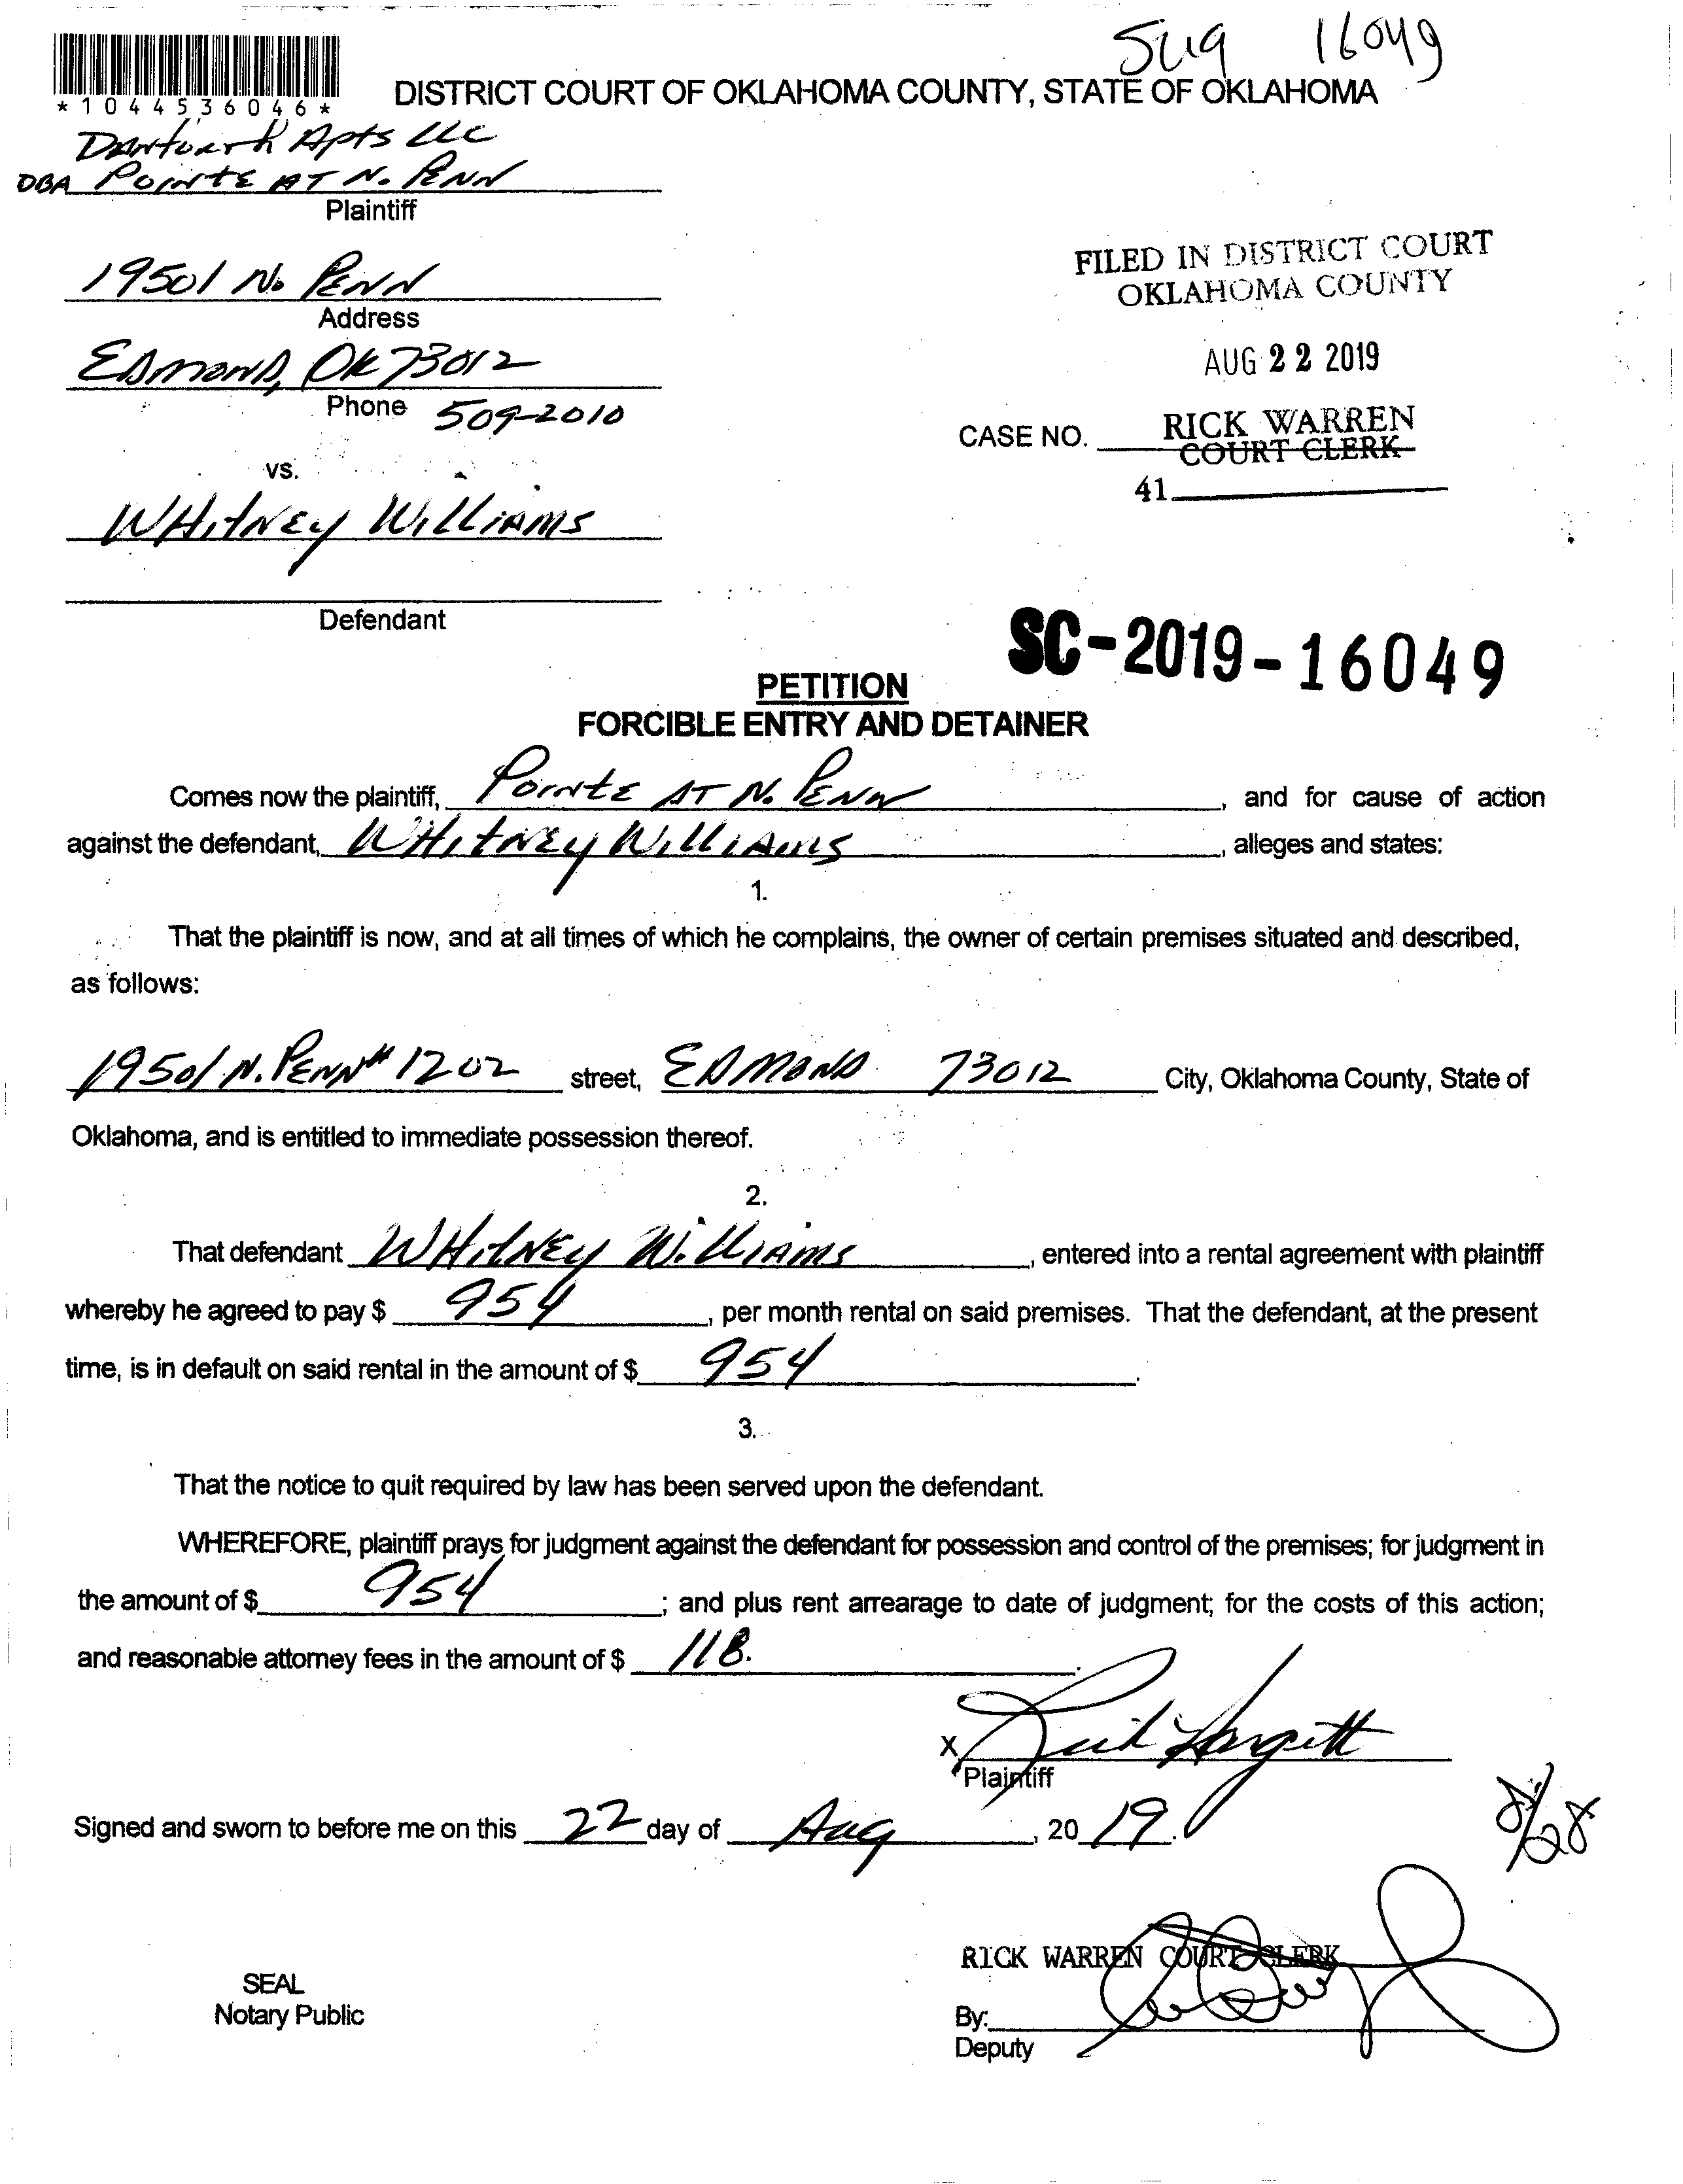 SC19 16049
*1044536046*
DISTRICT COURT OF OKLAHOMA COUNTY, STATE OF OKLAHOMA
Danforth Apts LLC
DBA Pointe AT N. Penn
Plaintiff
19501 N. Penn
Address
Edmond, OK 73012
Phone 509-2010
vs.
Whitney Williams
Defendant
FILED IN DISTRICT COURT
OKLAHOMA COUNTY
AUG 22 2019
RICK WARREN
CASE NO.
COURT CLERK
41
SC-2019-16049
PETITION
FORCIBLE ENTRY AND DETAINER
Comes now the plaintiff, Pointe AT N. Penn, and for cause of action
against the defendant, Whitney Williams, alleges and states:
1.
That the plaintiff is now, and at all times of which he complains, the owner of certain premises situated and described,
as follows:
19501 N. Penn # 1202 street, Edmond 73012 City, Oklahoma County, State of
Oklahoma, and is entitled to immediate possession thereof.
2.
That defendant Whitney Williams, entered into a rental agreement with plaintiff
whereby he agreed to pay $ 954, per month rental on said premises. That the defendant, at the present
time, is in default on said rental in the amount of $ 954.
3.
That the notice to quit required by law has been served upon the defendant.
WHEREFORE, plaintiff prays for judgment against the defendant for possession and control of the premises; for judgment in
the amount of $ 954; and plus rent arrearage to date of judgment; for the costs of this action;
and reasonable attorney fees in the amount of $ 118.
X Hargett
Plaintiff
Signed and sworn to before me on this 22 day of Aug, 2019.
8/28
RICK WARREN COURT CLERK
SEAL
Notary Public
By:
Deputy